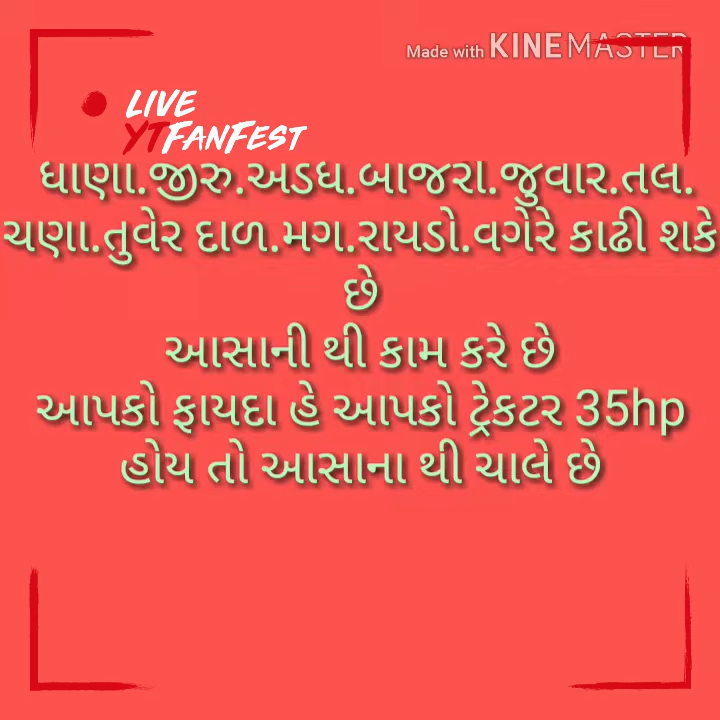 Made with KINEMASTER
LIVE
YTFANFEST
ધાણા.જીરુ.અડધ.બાજરા.જુવાર.તલ.
ચણા.તુવેર દાળ.મગ.રાયડો.વગેરે કાઢી શકે
છે
આસાની થી કામ કરે છે
આપકો ફાયદા હે આપકો ટ્રેકટર 35hp
હોય તો આસાના થી ચાલે છે